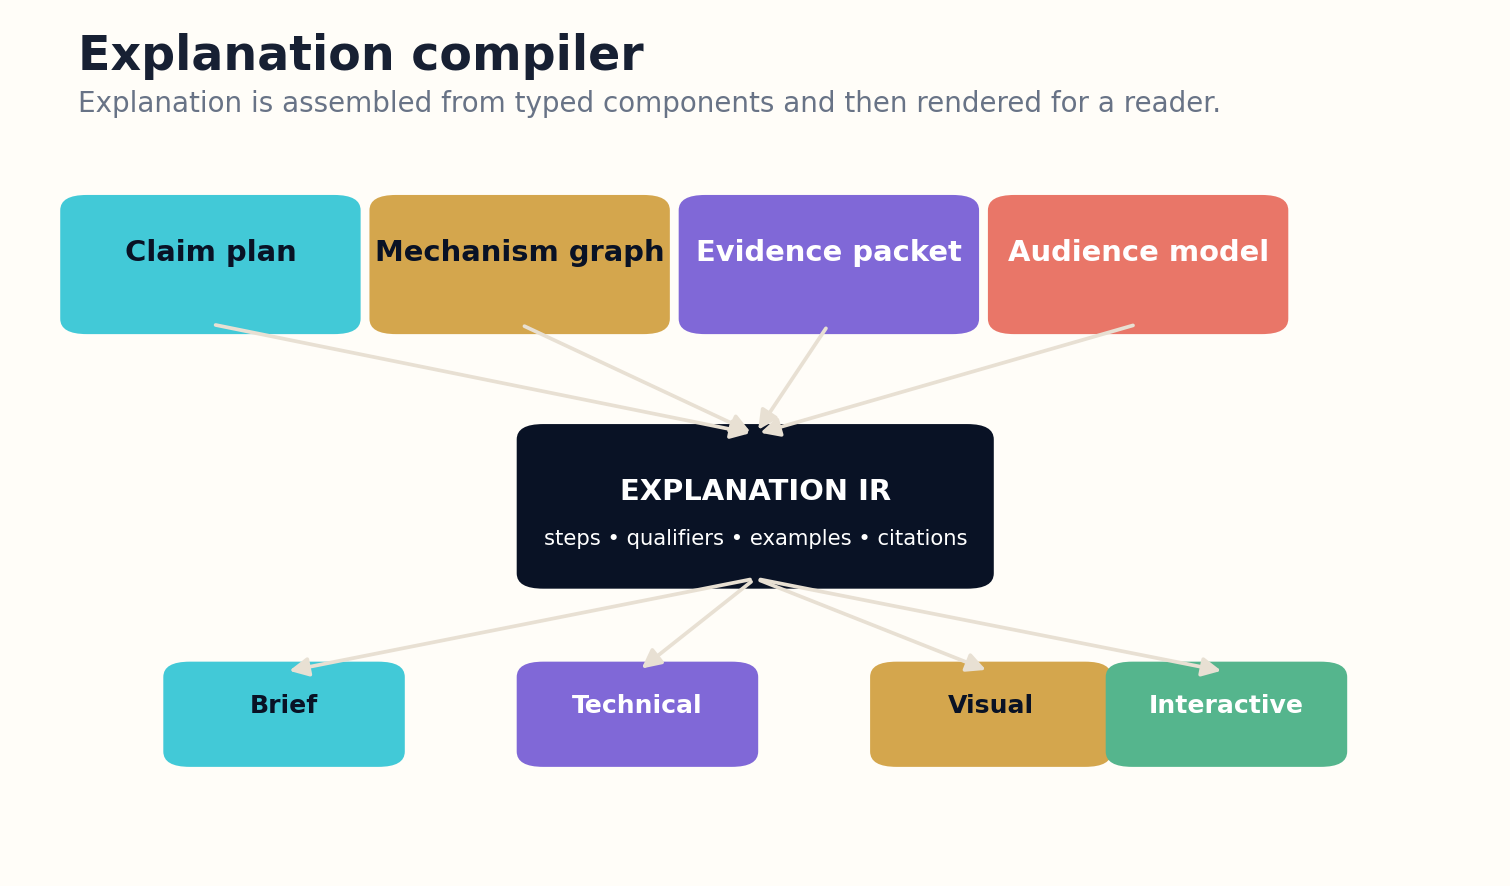 Explanation compiler
Explanation is assembled from typed components and then rendered for a reader.
Claim plan
Mechanism graph
Evidence packet
Audience model
EXPLANATION IR
steps • qualifiers • examples • citations
Brief
Technical
Visual
Interactive